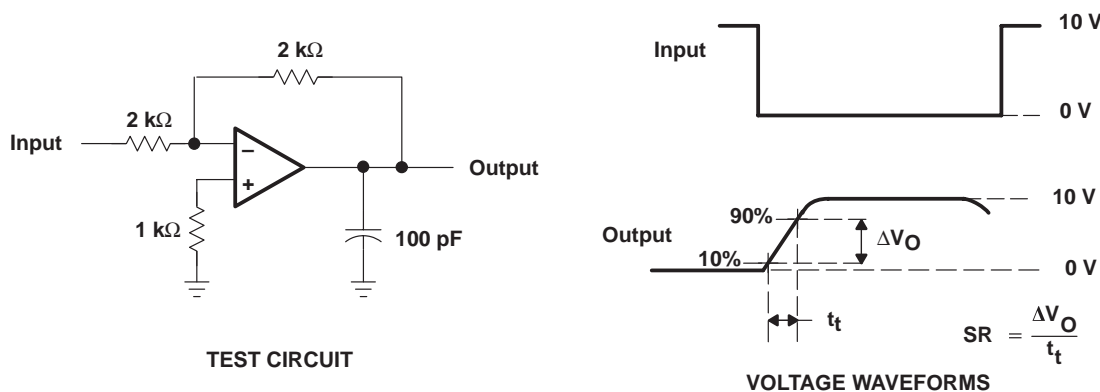 2 kΩ
2 kΩ
Input
−
+
Output
1 kΩ
100 pF
TEST CIRCUIT
10 V
Input
0 V
10 V
90%
ΔVO
Output
10%
0 V
tt
SR = ΔVO
tt
VOLTAGE WAVEFORMS